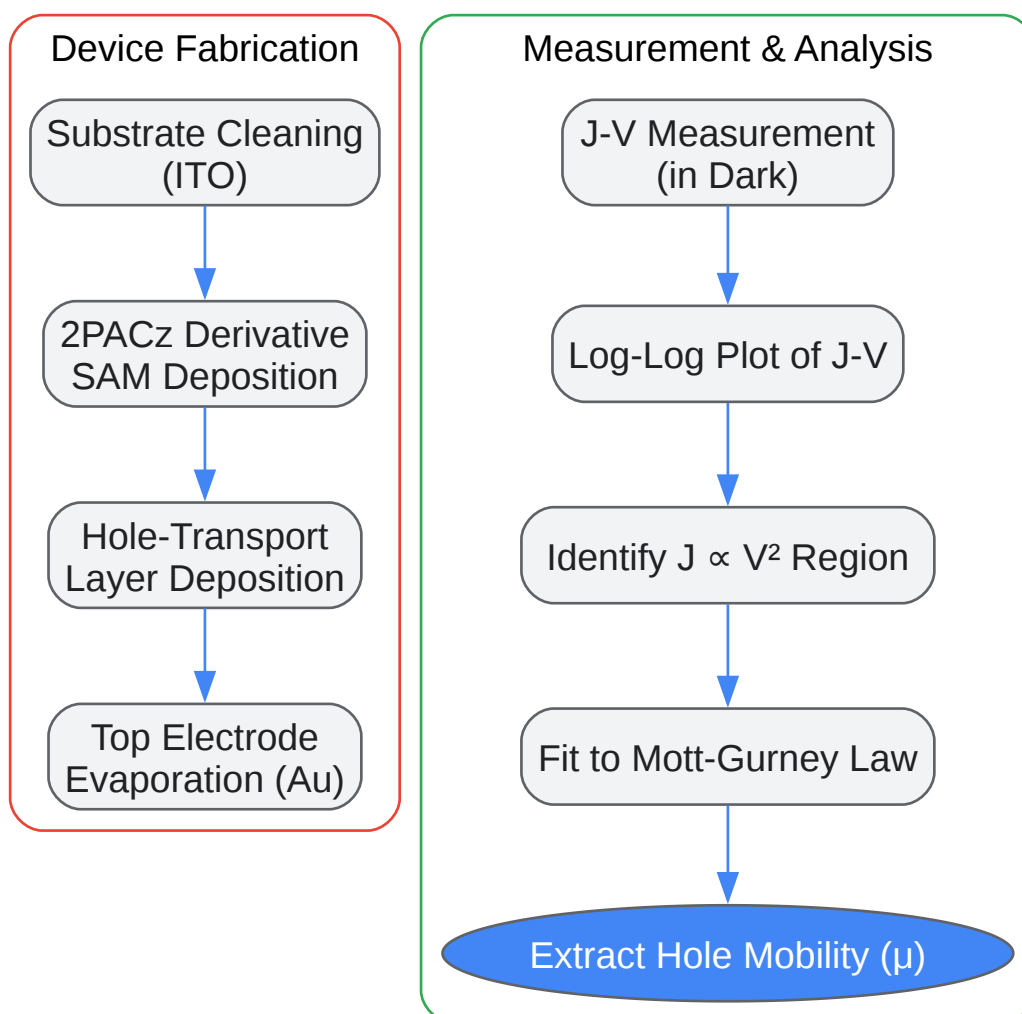 Device Fabrication
Substrate Cleaning
(ITO)
2PACz Derivative
SAM Deposition
Hole-Transport
Layer Deposition
Top Electrode
Evaporation (Au)
Measurement & Analysis
J-V Measurement
(in Dark)
Log-Log Plot of J-V
Identify J ∝ V² Region
Fit to Mott-Gurney Law
Extract Hole Mobility (μ)